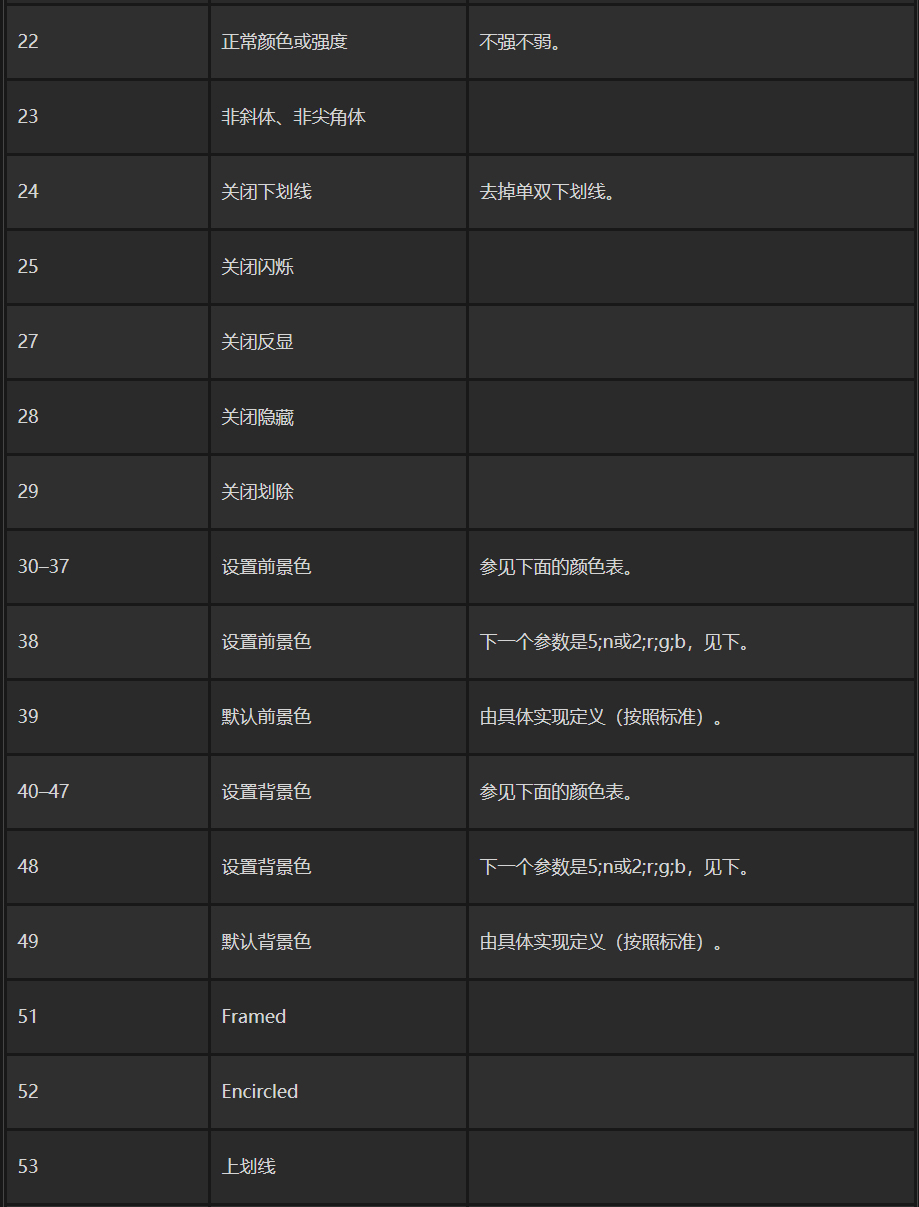 22 正常颜色或强度 不强不弱。
23 非斜体、非尖角体
24 关闭下划线 去掉单双下划线。
25 关闭闪烁
27 关闭反显
28 关闭隐藏
29 关闭划除
30–37 设置前景色 参见下面的颜色表。
38 设置前景色 下一个参数是5;n或2;r;g;b，见下。
39 默认前景色 由具体实现定义（按照标准）。
40–47 设置背景色 参见下面的颜色表。
48 设置背景色 下一个参数是5;n或2;r;g;b，见下。
49 默认背景色 由具体实现定义（按照标准）。
51 Framed
52 Encircled
53 上划线